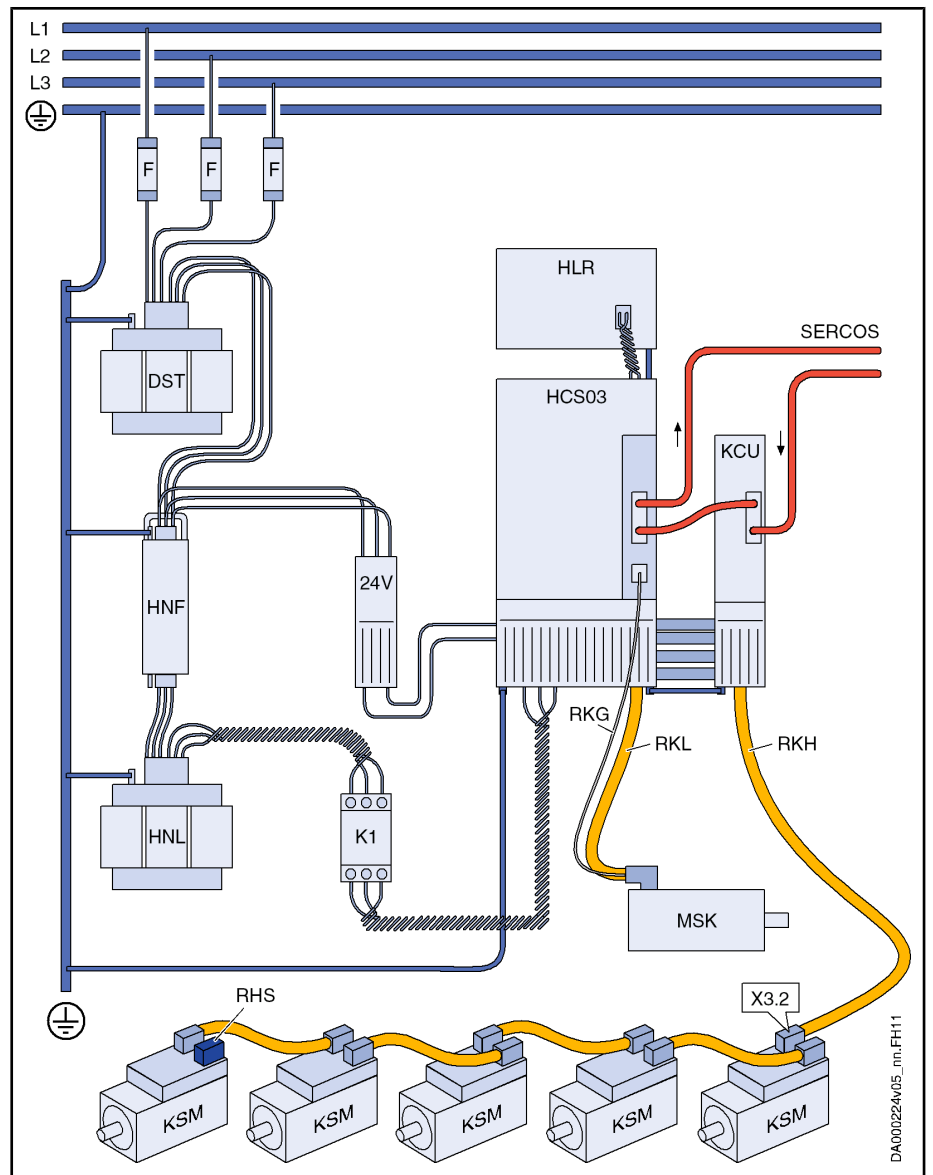 L1
L2
L3
F F F
HLR
SERCOS
DST
HCS03
KCU
24V
HNF
RKG
RKL
RKH
HNL
K1
MSK
RHS
X3.2
KSM KSM KSM KSM KSM
DA000224v05_nn.FH11